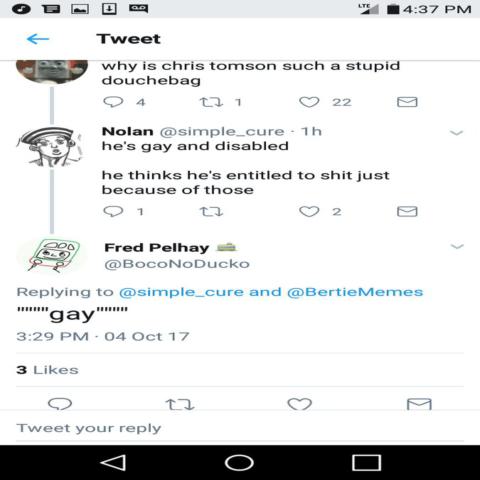 LTE 4:37 PM
Tweet
why is chris tomson such a stupid
douchebag
4 1 22
Nolan @simple_cure · 1h
he's gay and disabled
he thinks he's entitled to shit just
because of those
1 2
Fred Pelhay
@BocoNoDucko
Replying to @simple_cure and @BertieMemes
"""""gay"""""
3:29 PM · 04 Oct 17
3 Likes
Tweet your reply